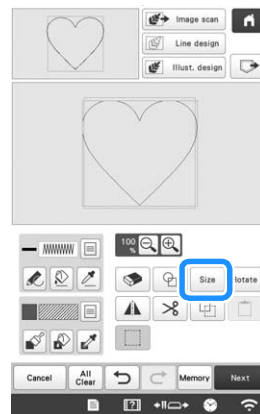 Image scan
Line design
Illust. design
100 %
Size
Rotate
Cancel
All Clear
Memory
Next